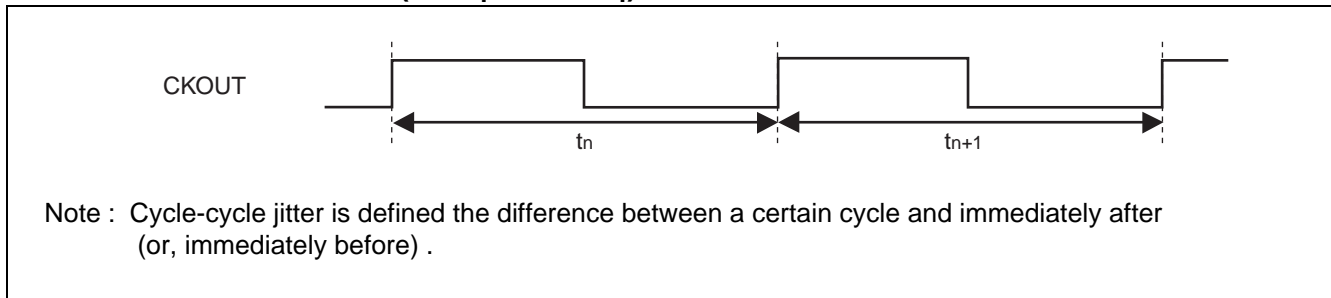 CKOUT
tn
tn+1
Note : Cycle-cycle jitter is defined the difference between a certain cycle and immediately after
(or, immediately before) .